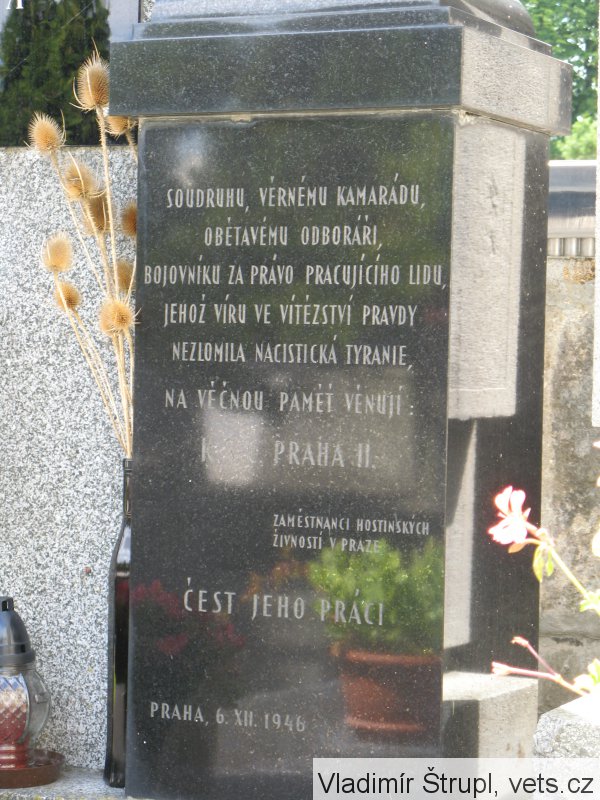 SOUDRUHU, VĚRNÉMU KAMARÁDU,
OBĚTAVÉMU ODBORÁŘI,
BOJOVNÍKU ZA PRÁVO PRACUJÍCÍHO LIDU,
JEHOŽ VÍRU VE VÍTĚZSTVÍ PRAVDY
NEZLOMILA NACISTICKÁ TYRANIE,
NA VĚČNOU PAMĚŤ VĚNUJÍ :
PRAHA II.
ZAMĚSTNANCI HOSTINSKÝCH
ŽIVNOSTÍ V PRAZE
ČEST JEHO PRÁCI
PRAHA, 6. XII. 1946
Vladimír Štrupl, vets.cz